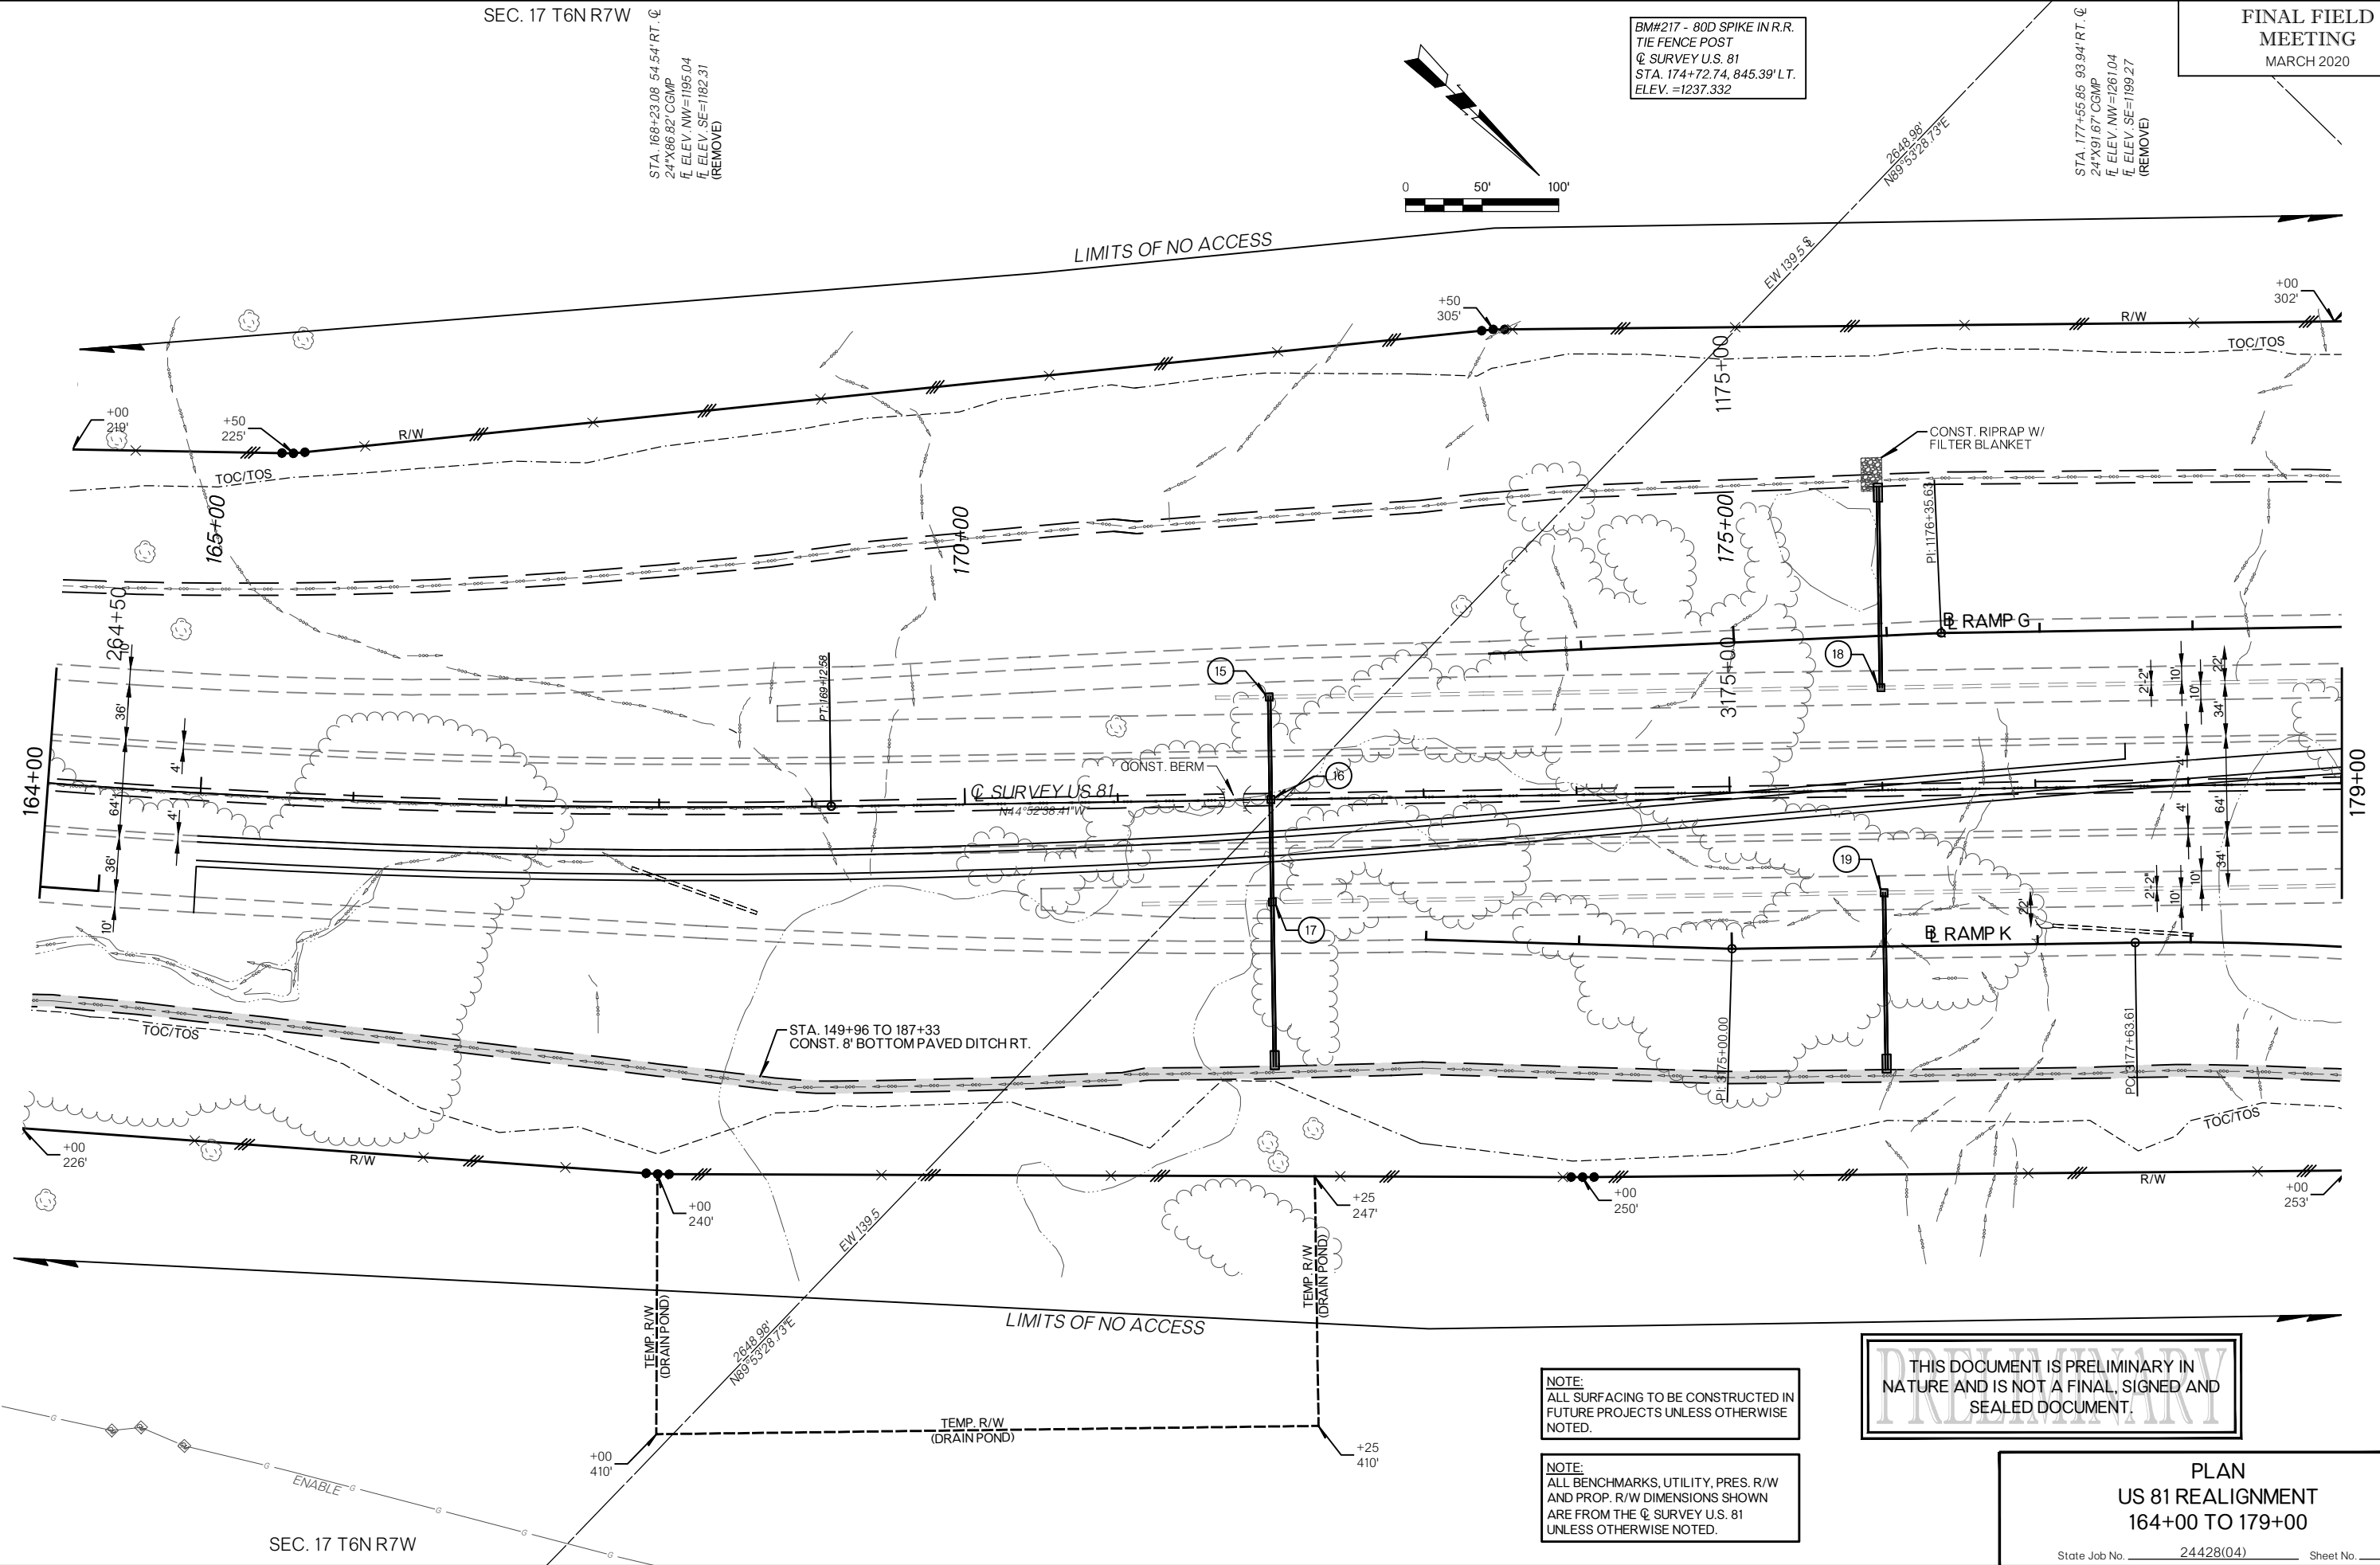 SEC. 17 T6N R7W
STA. 168+23.08 54.54' RT. ℄
24"X86.82' CGMP
FL ELEV. NW=1195.04
FL ELEV. SE=1182.31
(REMOVE)
BM#217 - 80D SPIKE IN R.R.
TIE FENCE POST
℄ SURVEY U.S. 81
STA. 174+72.74, 845.39' LT.
ELEV. =1237.332
STA. 177+55.85 93.94' RT. ℄
24"X91.67' CGMP
FL ELEV. NW=1261.04
FL ELEV. SE=1199.27
(REMOVE)
FINAL FIELD
MEETING
MARCH 2020
0 50' 100'
2648.98'
N89°53'28.73"E
EW 139.5 SL
LIMITS OF NO ACCESS
+50
305'
+00
302'
R/W
TOC/TOS
1175+00
+00
219'
+50
225'
R/W
TOC/TOS
CONST. RIPRAP W/
FILTER BLANKET
165+00
170+00
175+00
PI: 1176+35.63
264+50
BL RAMP G
10'
36'
4'
64'
4'
36'
10'
164+00
PT: 169+12.58
15
18
3175+00
2'-2"
10'
10'
22'
34'
4'
64'
4'
34'
10'
10'
2'-2"
179+00
CONST. BERM
16
℄ SURVEY US 81
N44°52'38.41"W
19
17
22'
BL RAMP K
TOC/TOS
STA. 149+96 TO 187+33
CONST. 8' BOTTOM PAVED DITCH RT.
PI: 3175+00.00
PC: 3177+63.61
TOC/TOS
+00
226'
R/W
+00
240'
+25
247'
+00
250'
R/W
+00
253'
EW 139.5
TEMP. R/W
(DRAIN POND)
TEMP. R/W
(DRAIN POND)
LIMITS OF NO ACCESS
2648.98'
N89°53'28.73"E
TEMP. R/W
(DRAIN POND)
+00
410'
+25
410'
G G G G G
ENABLE
SEC. 17 T6N R7W
NOTE:
ALL SURFACING TO BE CONSTRUCTED IN
FUTURE PROJECTS UNLESS OTHERWISE
NOTED.
NOTE:
ALL BENCHMARKS, UTILITY, PRES. R/W
AND PROP. R/W DIMENSIONS SHOWN
ARE FROM THE ℄ SURVEY U.S. 81
UNLESS OTHERWISE NOTED.
PRELIMINARY
THIS DOCUMENT IS PRELIMINARY IN
NATURE AND IS NOT A FINAL, SIGNED AND
SEALED DOCUMENT.
PLAN
US 81 REALIGNMENT
164+00 TO 179+00
State Job No. 24428(04) Sheet No.